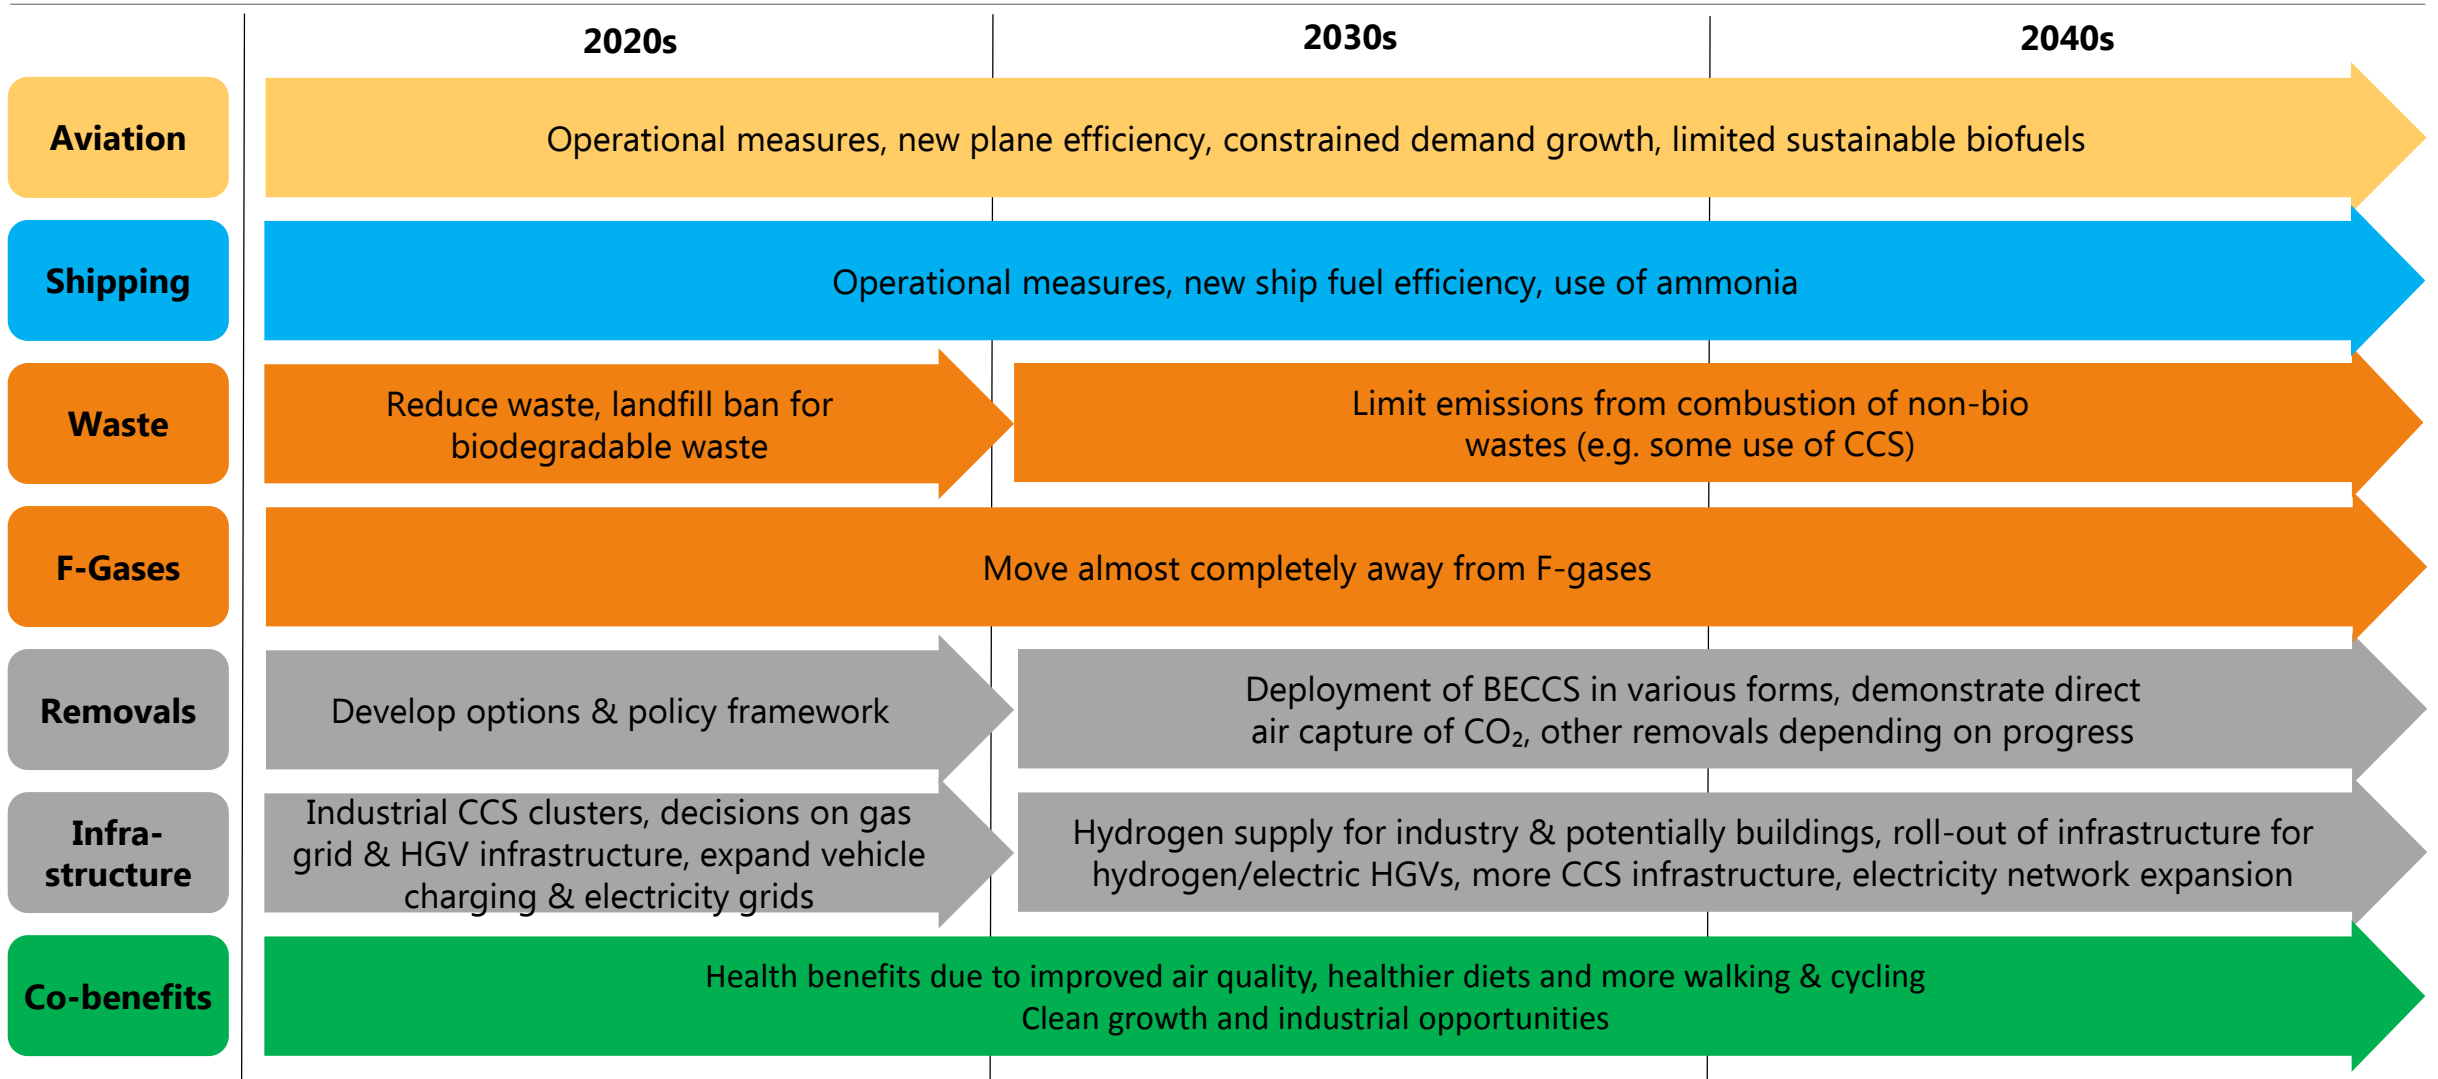 2020s
2030s
2040s
Aviation
Operational measures, new plane efficiency, constrained demand growth, limited sustainable biofuels
Shipping
Operational measures, new ship fuel efficiency, use of ammonia
Waste
Reduce waste, landfill ban for
biodegradable waste
Limit emissions from combustion of non-bio
wastes (e.g. some use of CCS)
F-Gases
Move almost completely away from F-gases
Removals
Develop options & policy framework
Deployment of BECCS in various forms, demonstrate direct
air capture of CO₂, other removals depending on progress
Infra-
structure
Industrial CCS clusters, decisions on gas
grid & HGV infrastructure, expand vehicle
charging & electricity grids
Hydrogen supply for industry & potentially buildings, roll-out of infrastructure for
hydrogen/electric HGVs, more CCS infrastructure, electricity network expansion
Co-benefits
Health benefits due to improved air quality, healthier diets and more walking & cycling
Clean growth and industrial opportunities